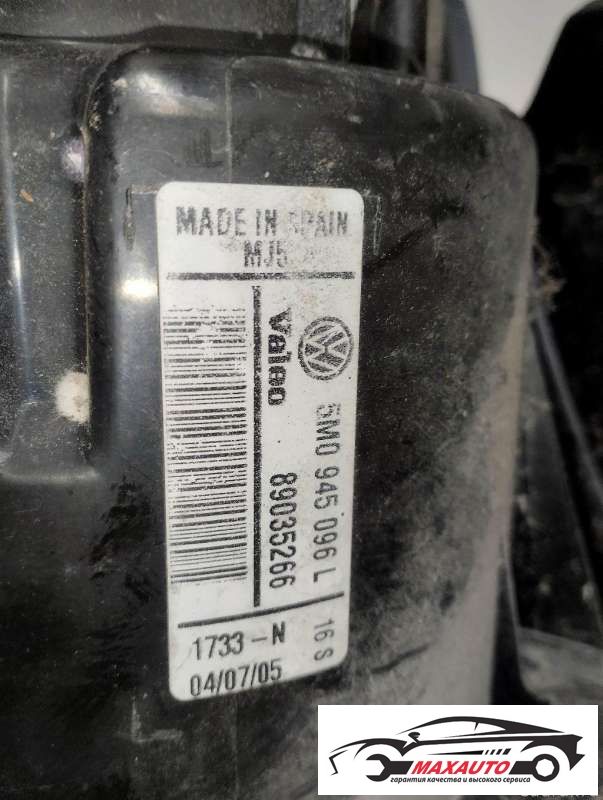 MADE IN SPAIN
MJ5
Valeo
5M0 945 096 L
89035266
1733-N
16 S
04/07/05
MAXAUTO
гарантия качества и высокого сервиса